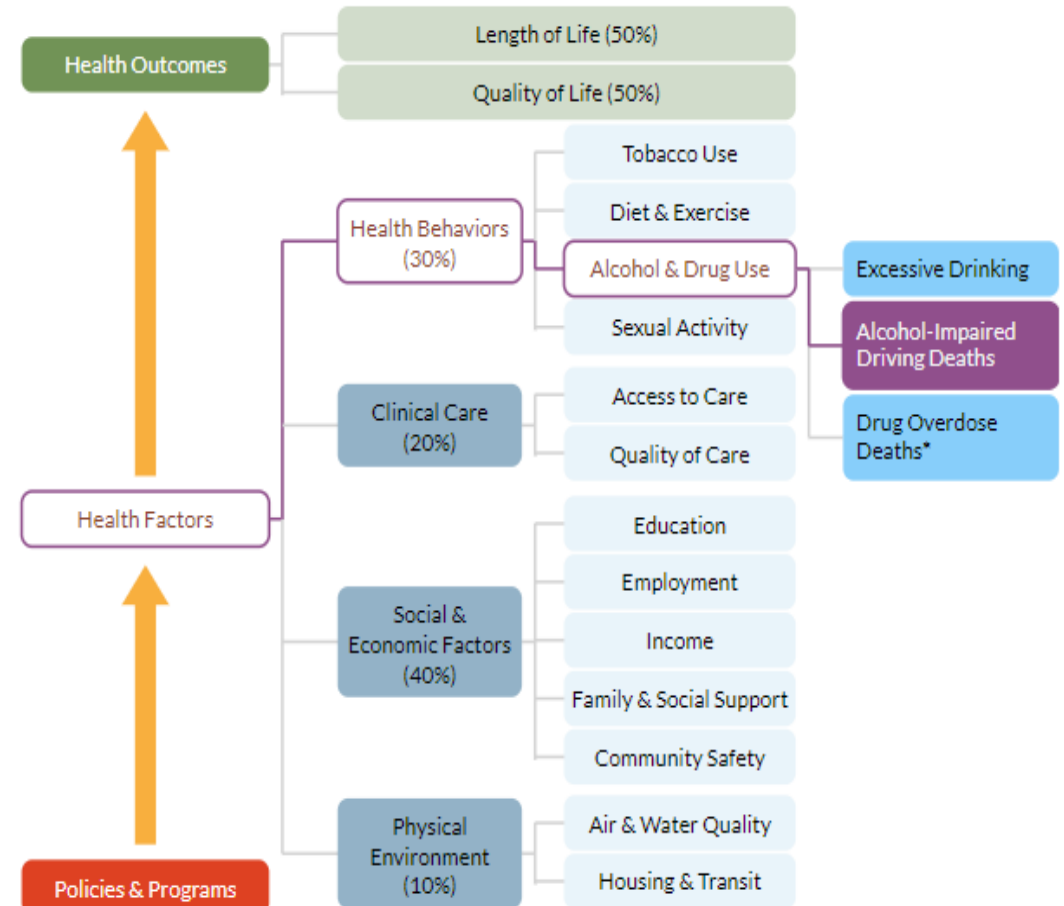 Length of Life (50%)
Health Outcomes
Quality of Life (50%)
Tobacco Use
Diet & Exercise
Health Behaviors
(30%)
Alcohol & Drug Use
Excessive Drinking
Sexual Activity
Alcohol-Impaired
Driving Deaths
Drug Overdose
Deaths*
Clinical Care
(20%)
Access to Care
Quality of Care
Health Factors
Education
Employment
Social &
Economic Factors
(40%)
Income
Family & Social Support
Community Safety
Physical
Environment
(10%)
Air & Water Quality
Housing & Transit
Policies & Programs